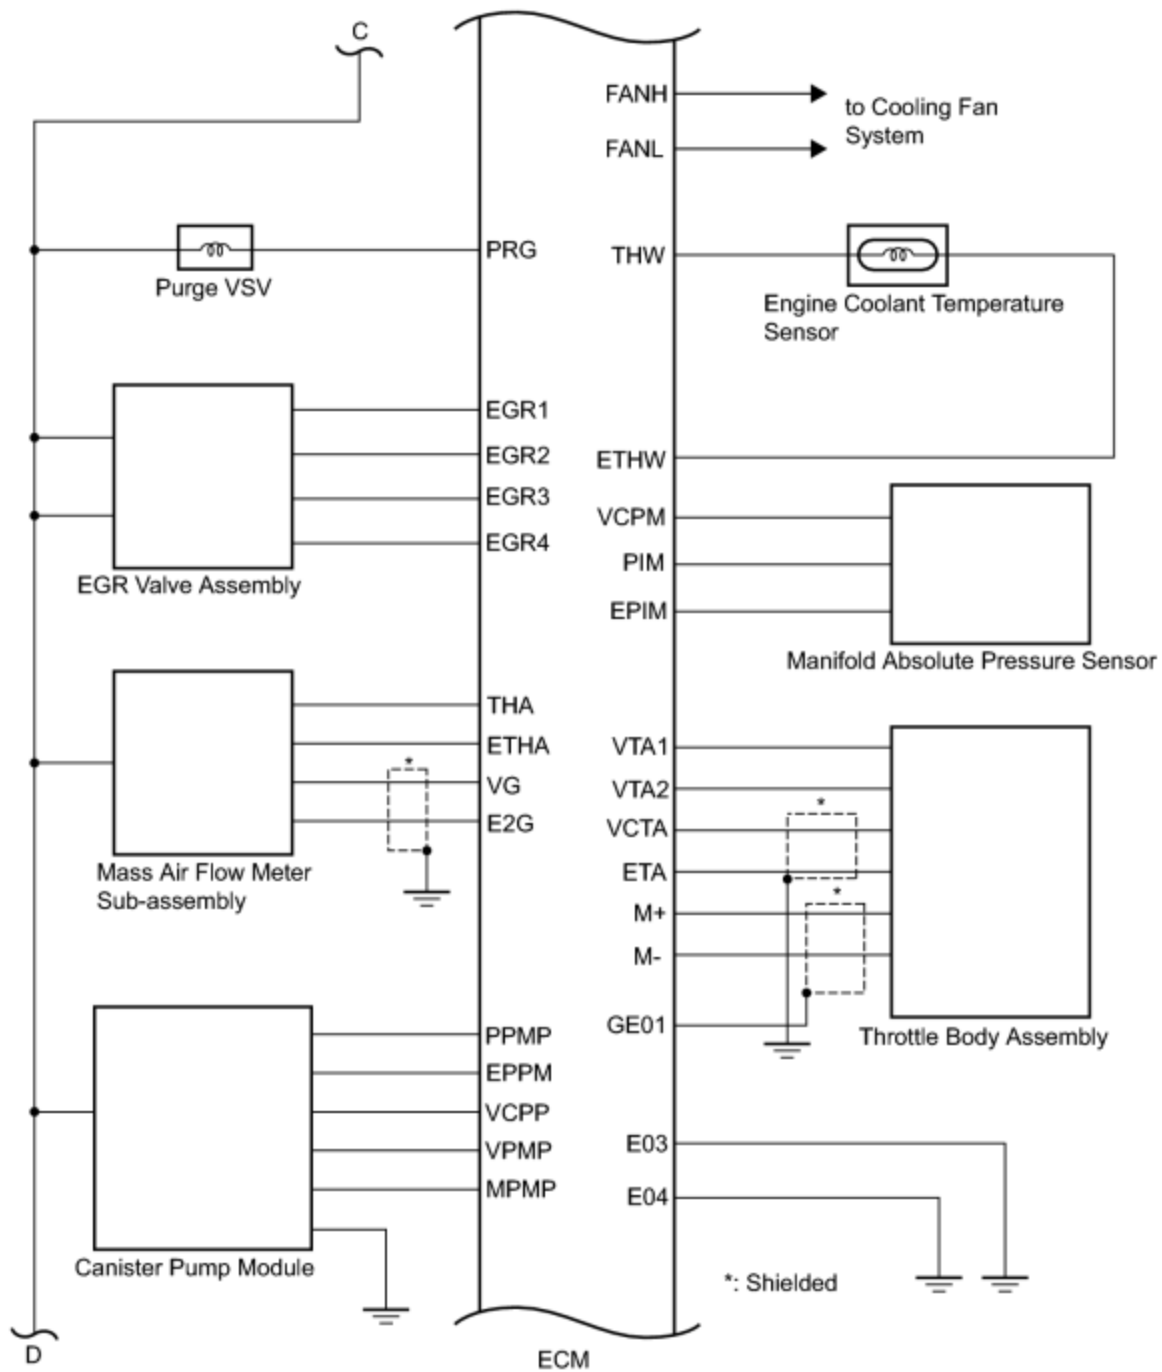 C
FANH
to Cooling Fan
System
FANL
PRG
Purge VSV
THW
Engine Coolant Temperature
Sensor
EGR1
EGR2
EGR3
EGR4
EGR Valve Assembly
ETHW
VCPM
PIM
EPIM
Manifold Absolute Pressure Sensor
THA
ETHA
*
VG
E2G
Mass Air Flow Meter
Sub-assembly
VTA1
VTA2
*
VCTA
ETA
*
M+
M-
GE01
Throttle Body Assembly
PPMP
EPPM
VCPP
VPMP
MPMP
Canister Pump Module
E03
E04
*: Shielded
D
ECM